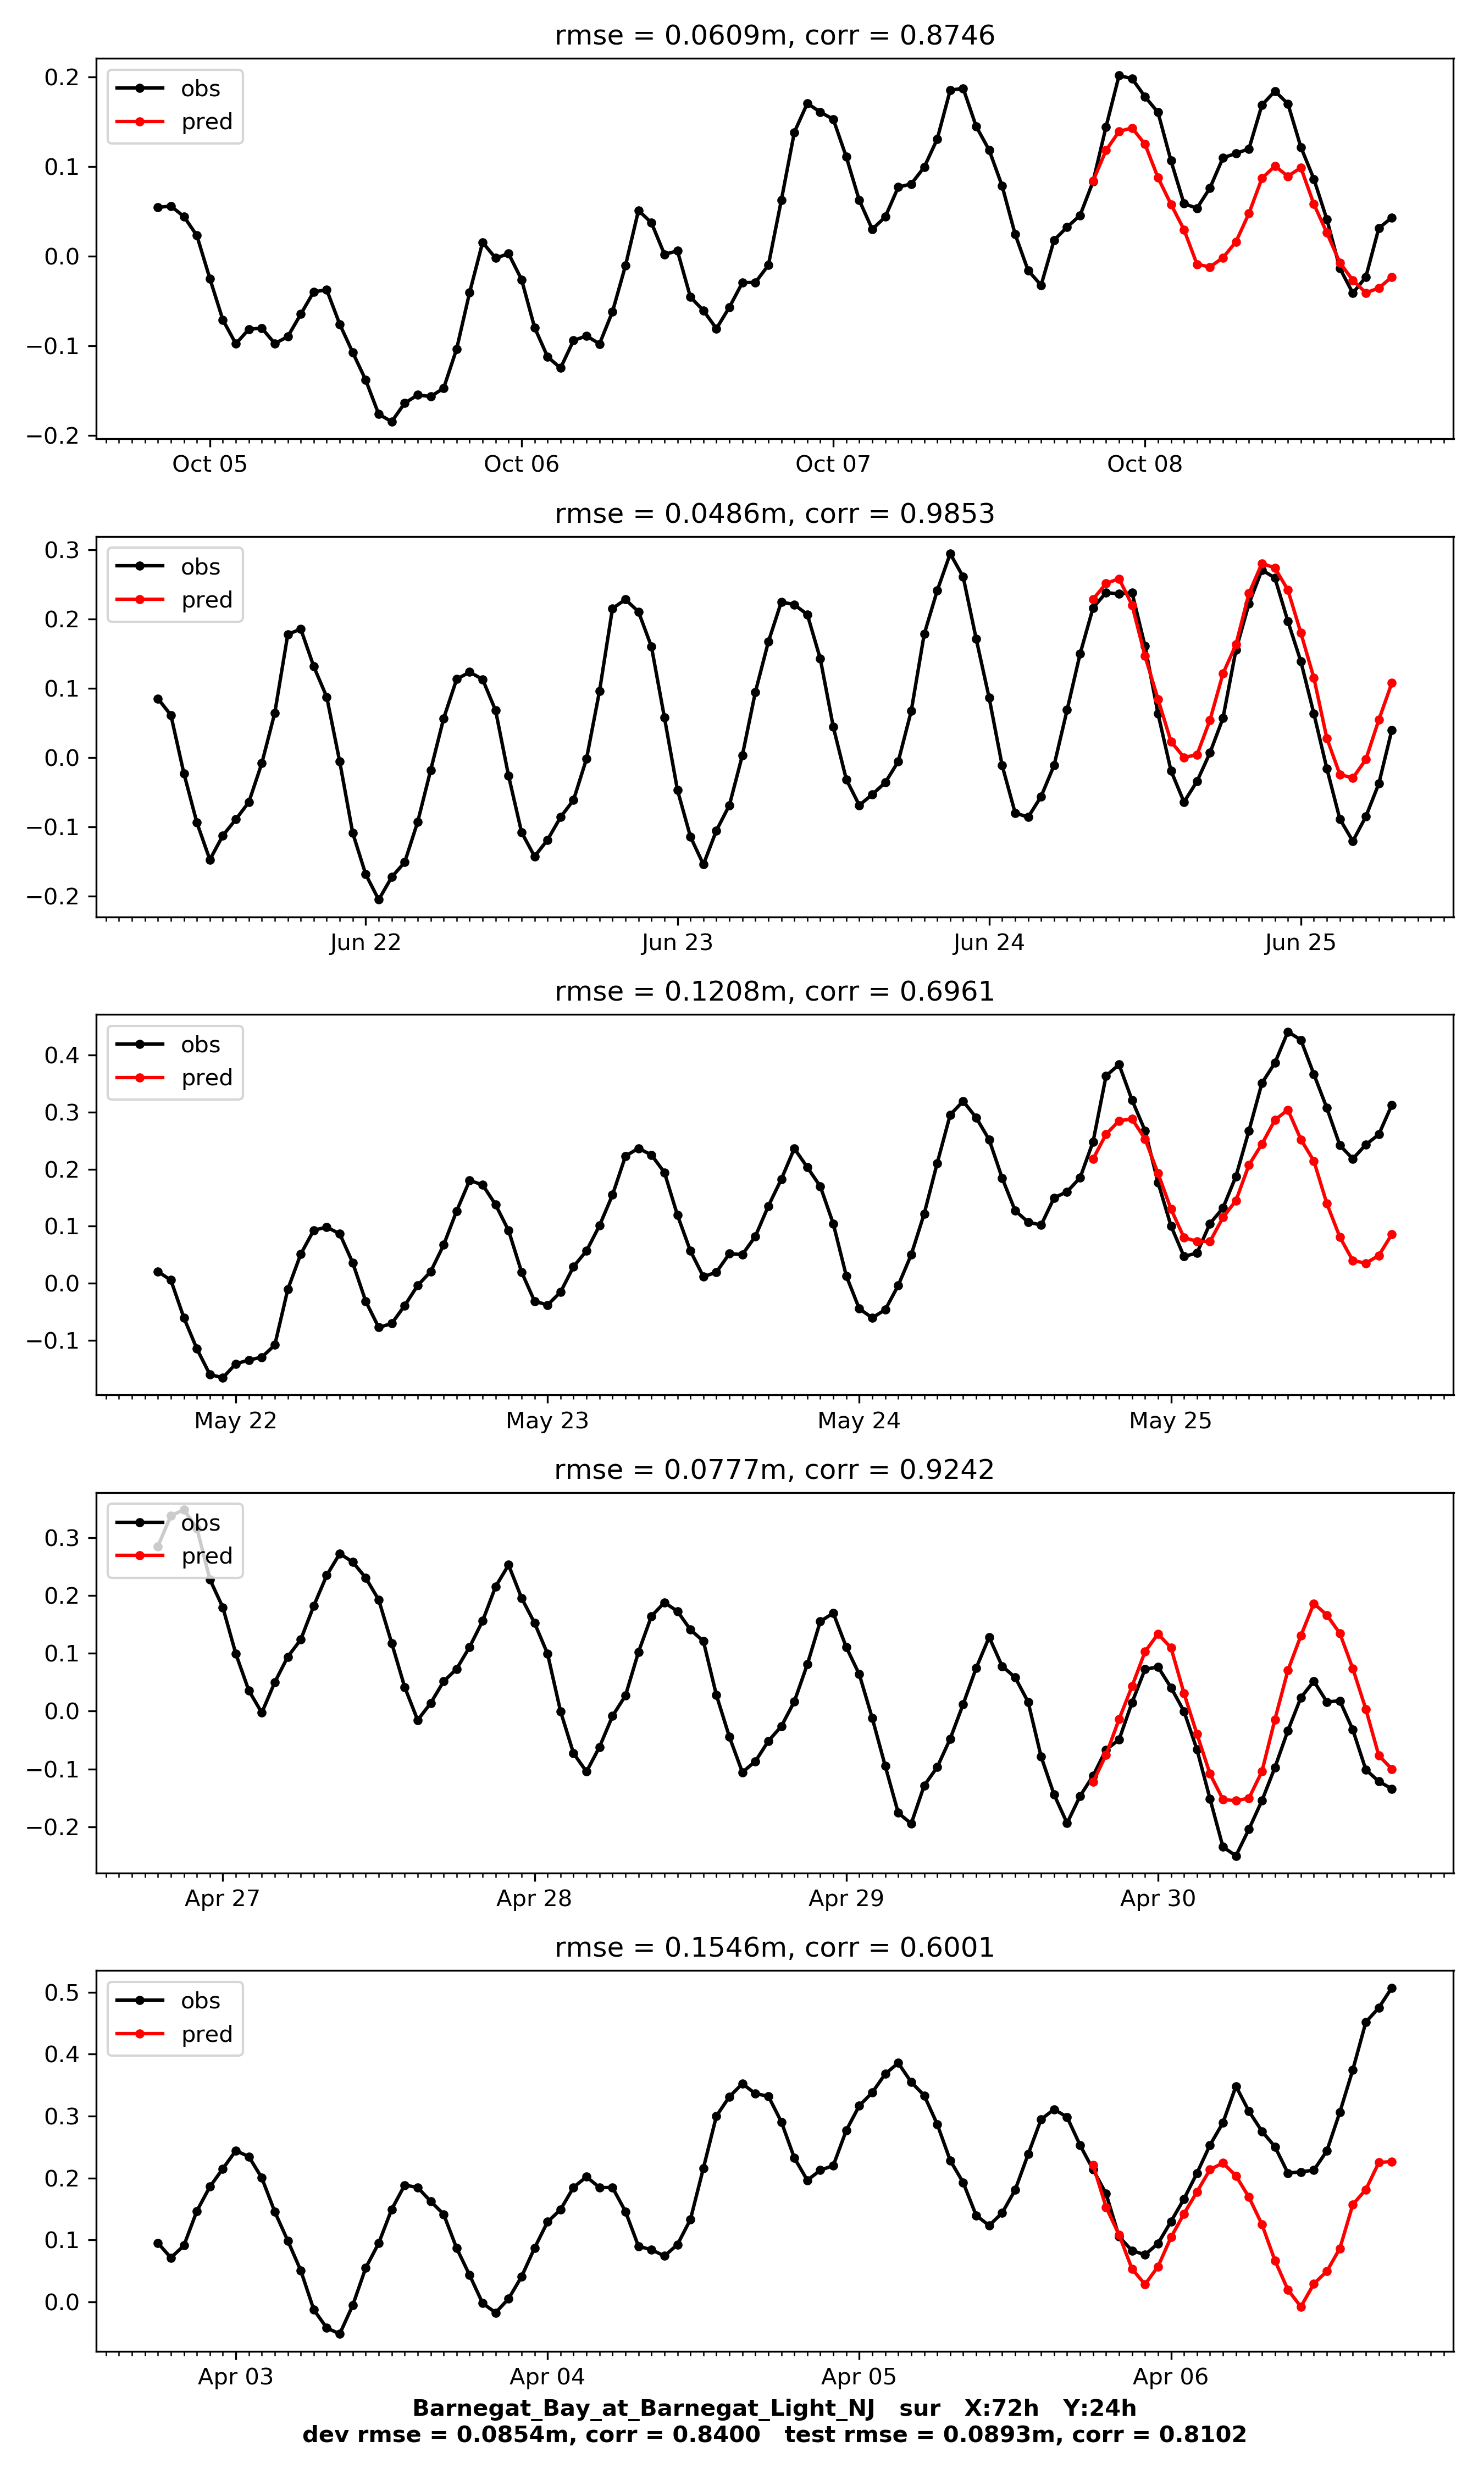 rmse = 0.0609m, corr = 0.8746
obs
pred
0.2
0.1
0.0
−0.1
−0.2
Oct 05 Oct 06 Oct 07 Oct 08
rmse = 0.0486m, corr = 0.9853
obs
pred
0.3
0.2
0.1
0.0
−0.1
−0.2
Jun 22 Jun 23 Jun 24 Jun 25
rmse = 0.1208m, corr = 0.6961
obs
pred
0.4
0.3
0.2
0.1
0.0
−0.1
May 22 May 23 May 24 May 25
rmse = 0.0777m, corr = 0.9242
obs
pred
0.3
0.2
0.1
0.0
−0.1
−0.2
Apr 27 Apr 28 Apr 29 Apr 30
rmse = 0.1546m, corr = 0.6001
obs
pred
0.5
0.4
0.3
0.2
0.1
0.0
Apr 03 Apr 04 Apr 05 Apr 06
Barnegat_Bay_at_Barnegat_Light_NJ sur X:72h Y:24h
dev rmse = 0.0854m, corr = 0.8400 test rmse = 0.0893m, corr = 0.8102